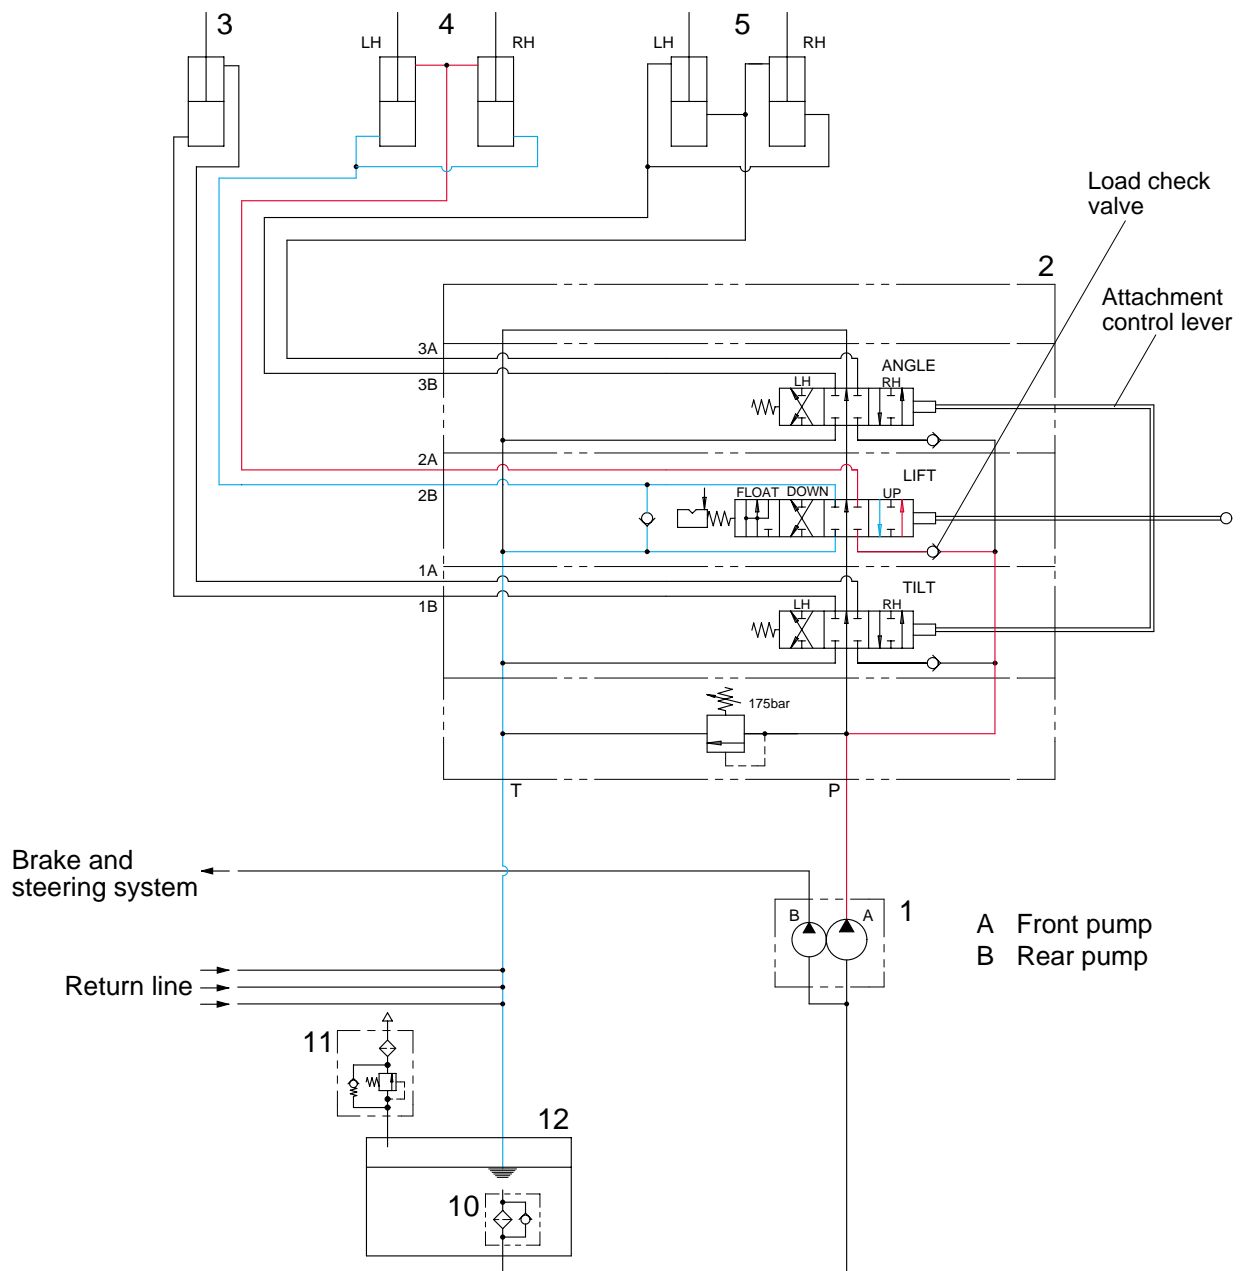 3
4
5
LH
RH
LH
RH
Load check
valve
2
Attachment
control lever
3A
3B
ANGLE
LH
RH
2A
2B
LIFT
FLOAT
DOWN
UP
1A
1B
TILT
LH
RH
175bar
T
P
Brake and
steering system
B
A
1
A Front pump
B Rear pump
Return line
11
12
10